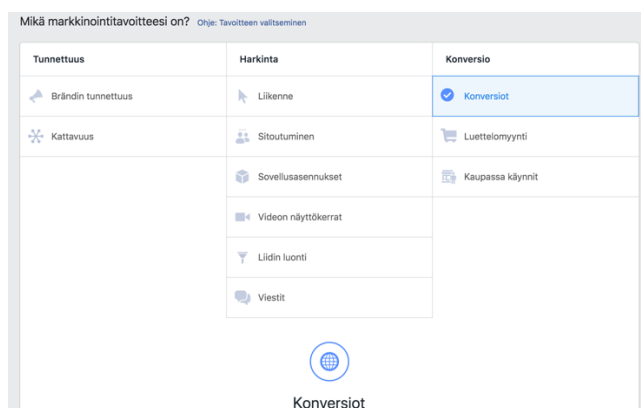 Mikä markkinointitavoitteesi on? Ohje: Tavoitteen valitseminen
Tunnettuus Harkinta Konversio
Brändin tunnettuus Liikenne Konversiot
Kattavuus Sitoutuminen Luettelomyynti
Sovellusasennukset Kaupassa käynnit
Videon näyttökerrat
Liidin luonti
Viestit
Konversiot